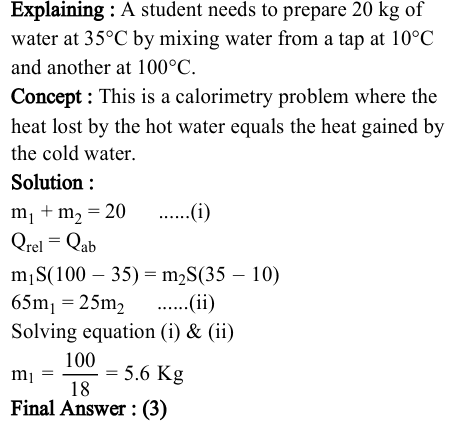 Explaining : A student needs to prepare 20 kg of
water at 35°C by mixing water from a tap at 10°C
and another at 100°C.
Concept : This is a calorimetry problem where the
heat lost by the hot water equals the heat gained by
the cold water.
Solution :
m₁ + m₂ = 20 ......(i)
Q_rel = Q_ab
m₁S(100 – 35) = m₂S(35 – 10)
65m₁ = 25m₂ ......(ii)
Solving equation (i) & (ii)
m₁ = 100/18 = 5.6 Kg
Final Answer : (3)